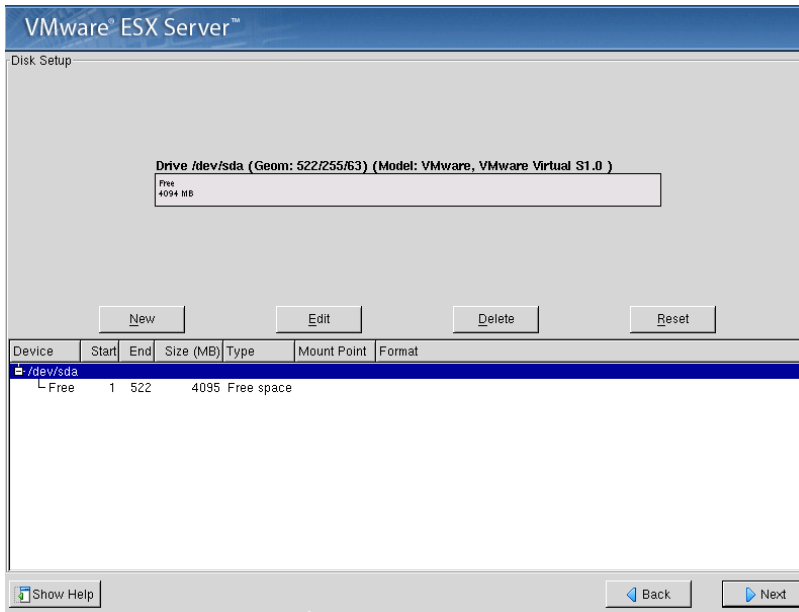 VMware® ESX Server™
Disk Setup
Drive /dev/sda (Geom: 522/255/63) (Model: VMware, VMware Virtual S1.0 )
Free
4094 MB
New Edit Delete Reset
Device Start End Size (MB) Type Mount Point Format
/dev/sda
Free 1 522 4095 Free space
Show Help Back Next